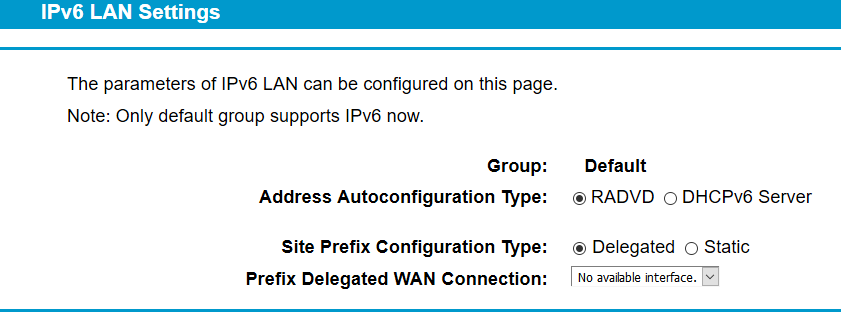 IPv6 LAN Settings
The parameters of IPv6 LAN can be configured on this page.
Note: Only default group supports IPv6 now.
Group: Default
Address Autoconfiguration Type: RADVD DHCPv6 Server
Site Prefix Configuration Type: Delegated Static
Prefix Delegated WAN Connection: No available interface.